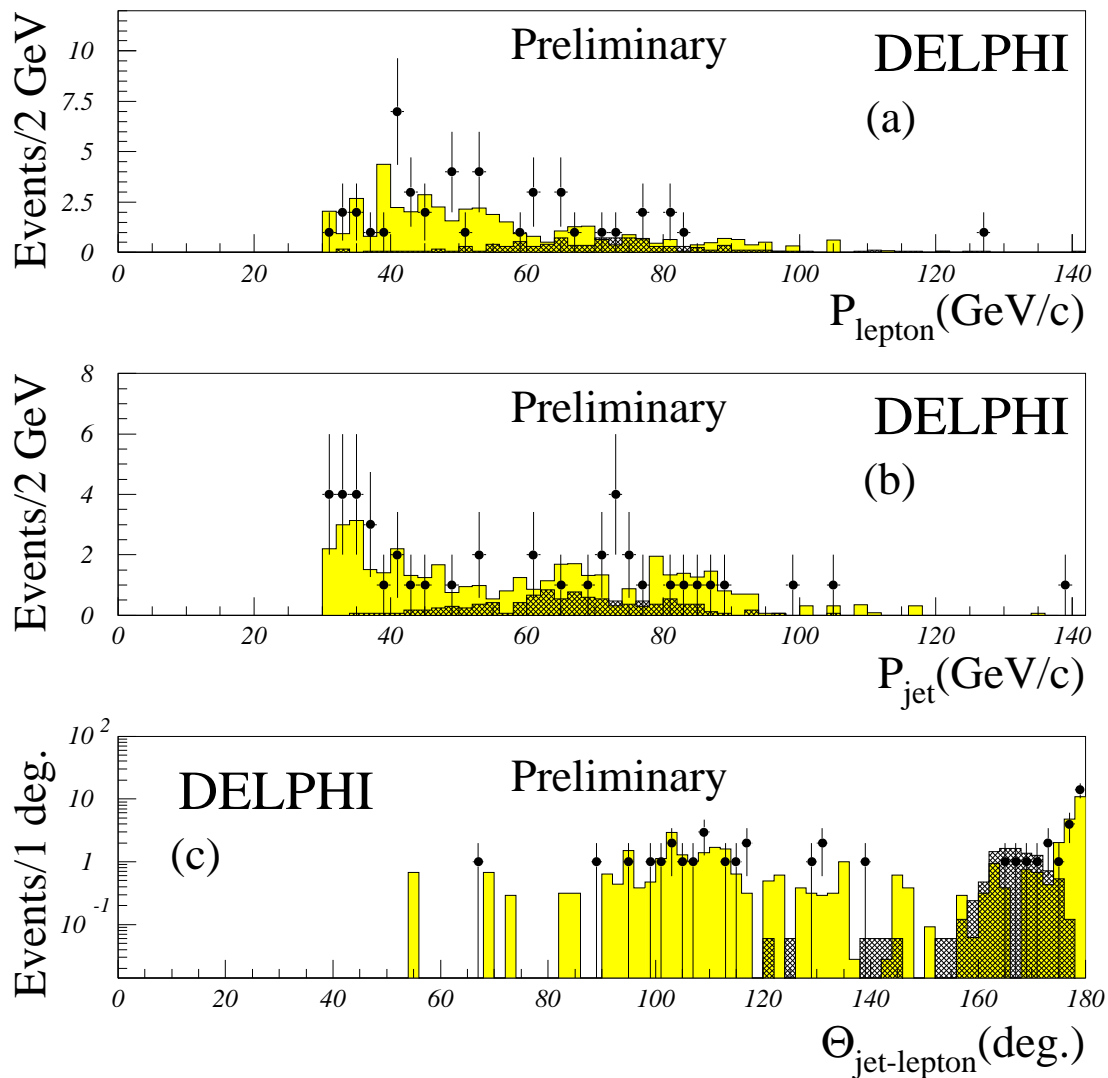 Preliminary DELPHI
(a)
Events/2 GeV
10
7.5
5
2.5
0
0 20 40 60 80 100 120 140
P_lepton(GeV/c)
Preliminary DELPHI
(b)
Events/2 GeV
8
6
4
2
0
0 20 40 60 80 100 120 140
P_jet(GeV/c)
DELPHI Preliminary
(c)
Events/1 deg.
10^2
10
1
10^-1
0 20 40 60 80 100 120 140 160 180
Θ_jet-lepton(deg.)